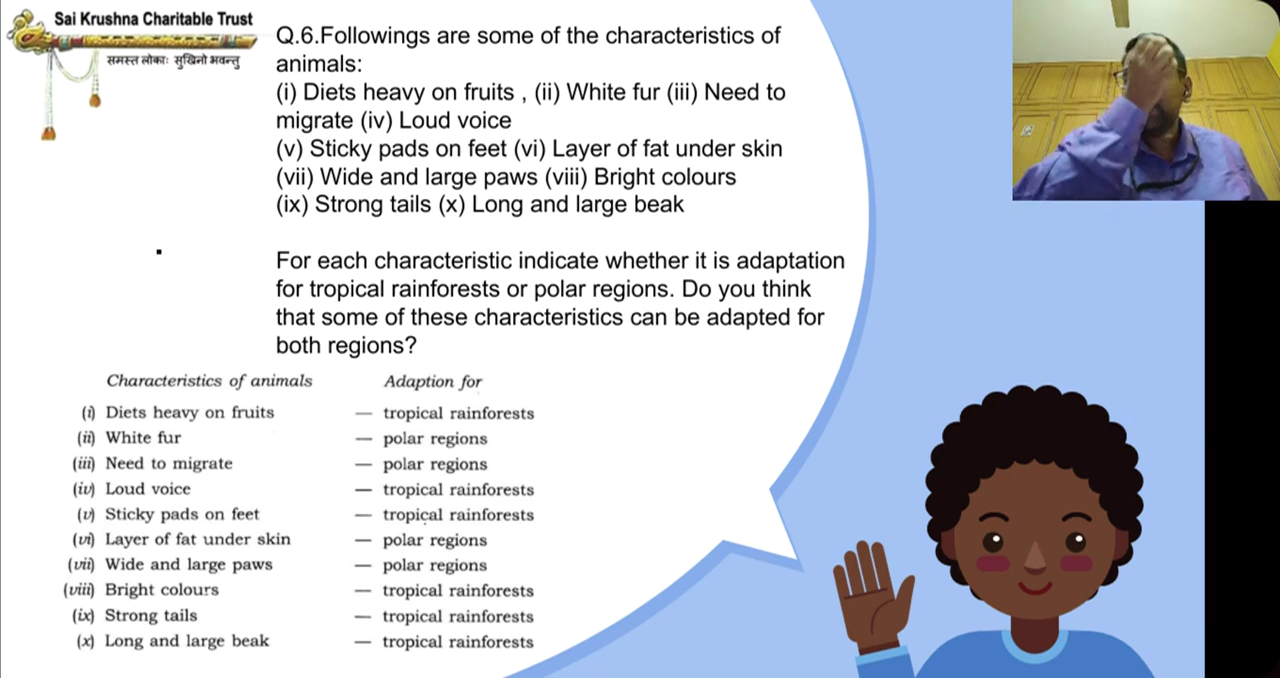 Sai Krushna Charitable Trust
समस्त लोकाः सुखिनो भवन्तु
Q.6.Followings are some of the characteristics of
animals:
(i) Diets heavy on fruits , (ii) White fur (iii) Need to
migrate (iv) Loud voice
(v) Sticky pads on feet (vi) Layer of fat under skin
(vii) Wide and large paws (viii) Bright colours
(ix) Strong tails (x) Long and large beak
For each characteristic indicate whether it is adaptation
for tropical rainforests or polar regions. Do you think
that some of these characteristics can be adapted for
both regions?
Characteristics of animals Adaption for
(i) Diets heavy on fruits — tropical rainforests
(ii) White fur — polar regions
(iii) Need to migrate — polar regions
(iv) Loud voice — tropical rainforests
(v) Sticky pads on feet — tropical rainforests
(vi) Layer of fat under skin — polar regions
(vii) Wide and large paws — polar regions
(viii) Bright colours — tropical rainforests
(ix) Strong tails — tropical rainforests
(x) Long and large beak — tropical rainforests